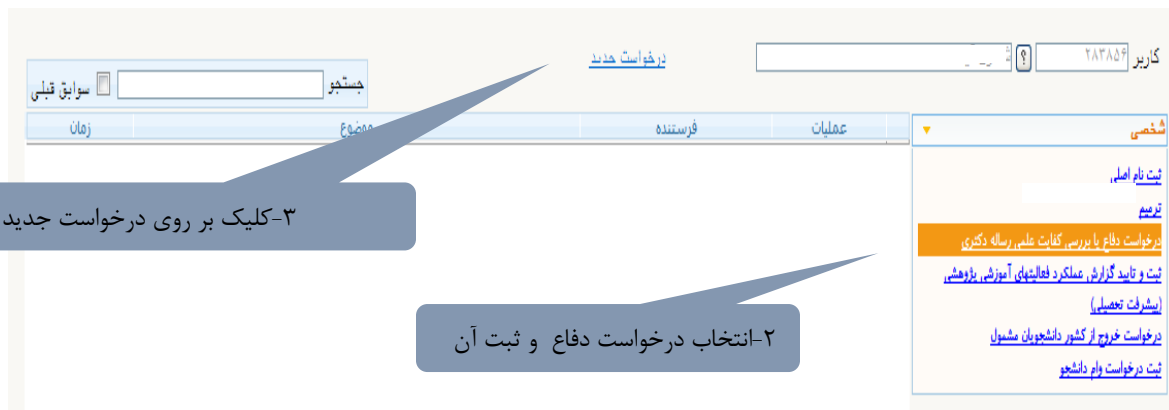 کاربر ۲۸۳۸۵۶
درخواست جدید
جستجو
سوابق قبلی
شخصی
عملیات
فرستنده
موضوع
زمان
ثبت نام اصلی
ترمیم
درخواست دفاع یا بررسی کفایت علمی رساله دکتری
ثبت و تایید گزارش عملکرد فعالیتهای آموزشی پژوهشی
(پیشرفت تحصیلی)
درخواست خروج از کشور دانشجویان مشمول
ثبت درخواست وام دانشجو
۳-کلیک بر روی درخواست جدید
۲-انتخاب درخواست دفاع و ثبت آن